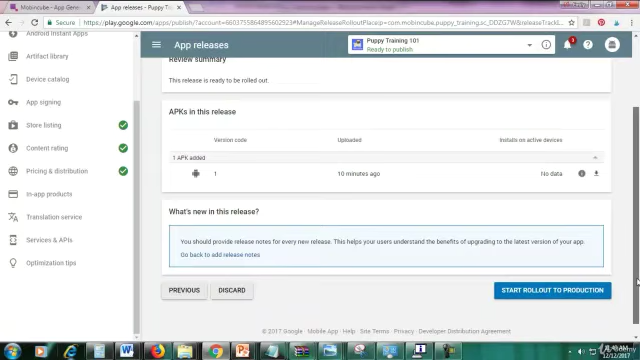 Mobincube - App Gene
App releases - Puppy T
Secure
https://play.google.com/apps/publish/?account=6603735864895602923#ManageReleaseRolloutPlace:p=com.mobincube.puppy_training.sc_DDZG7W&releaseTrackI
Android Instant Apps
Artifact library
Device catalog
App signing
Store listing
Content rating
Pricing & distribution
In-app products
Translation service
Services & APIs
Optimization tips
App releases
Puppy Training 101
Ready to publish
Review summary
This release is ready to be rolled out.
APKs in this release
Version code Uploaded Installs on active devices
1 APK added
1 10 minutes ago No data
What's new in this release?
You should provide release notes for every new release. This helps your users understand the benefits of upgrading to the latest version of your app.
Go back to add release notes
PREVIOUS DISCARD START ROLLOUT TO PRODUCTION
© 2017 Google · Mobile App · Help · Site Terms · Privacy · Developer Distribution Agreement
12/12/2017
Udemy